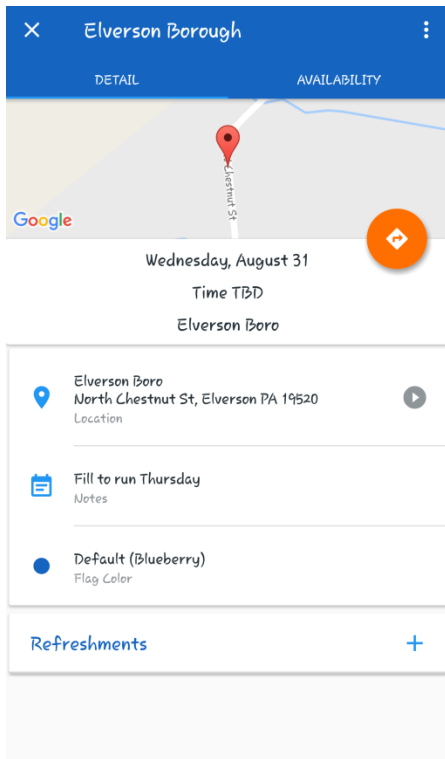 Elverson Borough
DETAIL
AVAILABILITY
Chestnut St
Google
Wednesday, August 31
Time TBD
Elverson Boro
Elverson Boro
North Chestnut St, Elverson PA 19520
Location
Fill to run Thursday
Notes
Default (Blueberry)
Flag Color
Refreshments